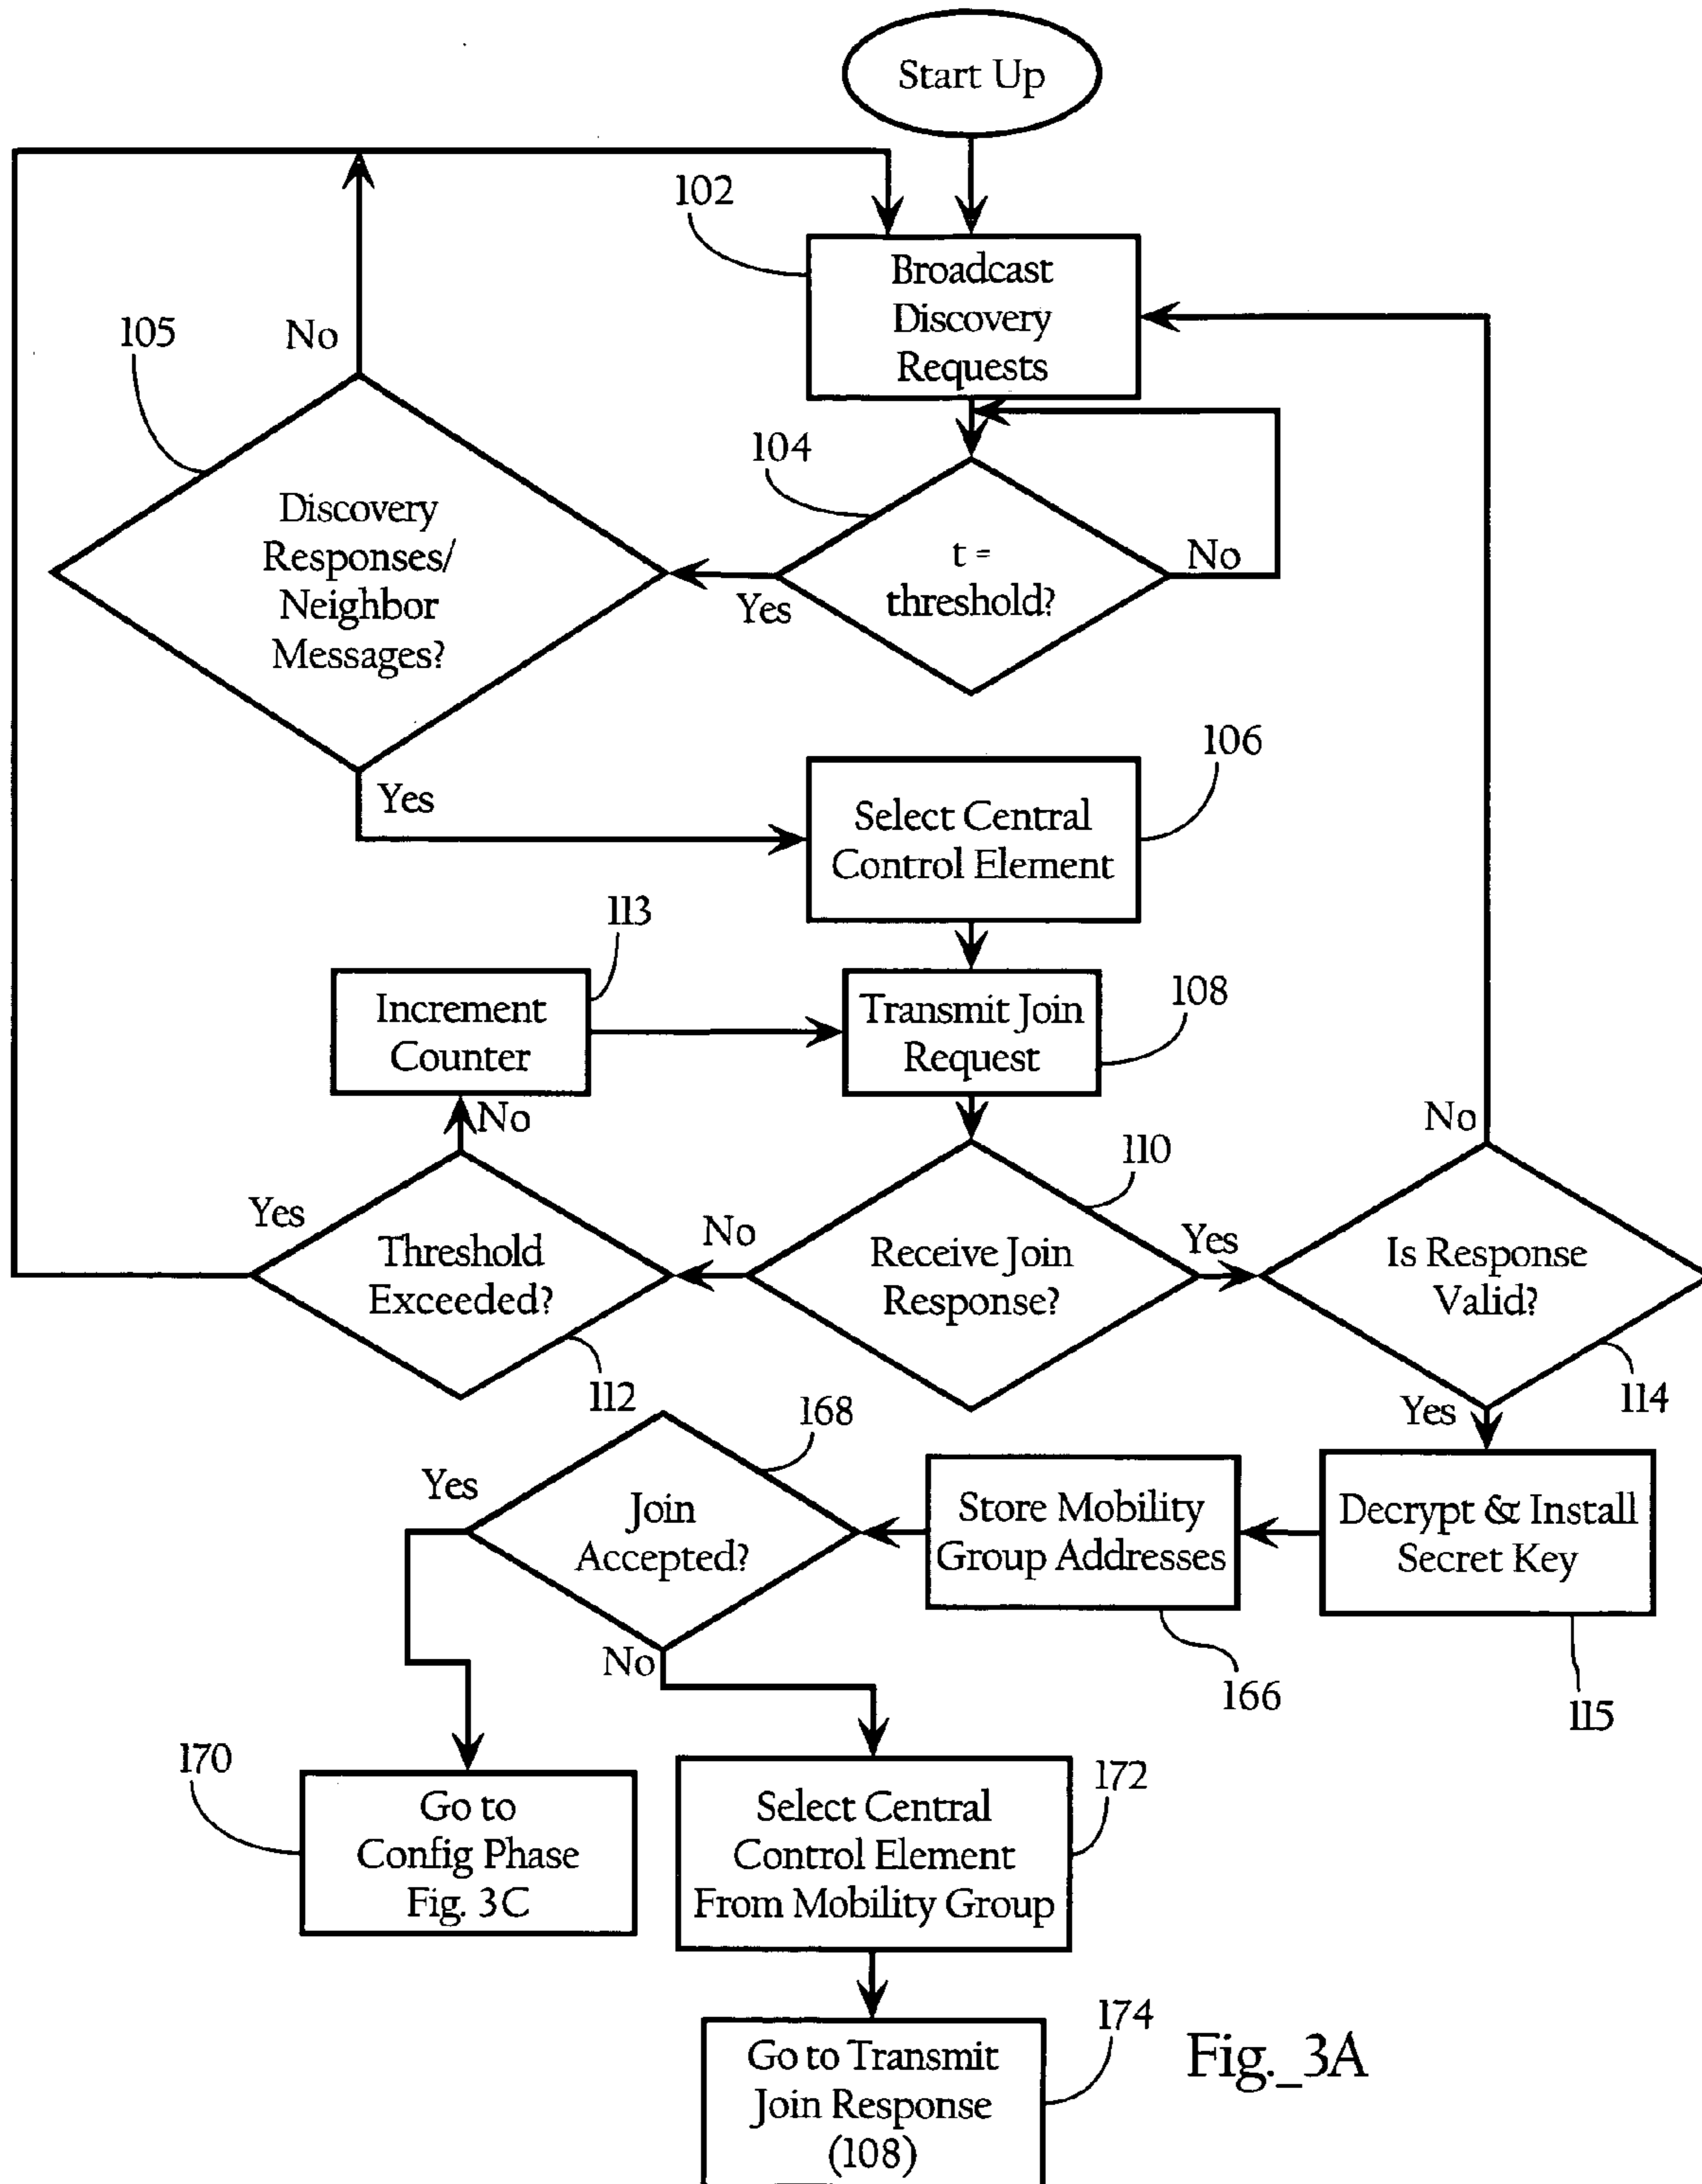 Start Up
102
Broadcast
Discovery
Requests
105
No
104
Discovery
Responses/
Neighbor
Messages?
t =
threshold?
No
Yes
Yes
106
Select Central
Control Element
113
Increment
Counter
108
Transmit Join
Request
No
No
110
Yes
Threshold
Exceeded?
No
Receive Join
Response?
Yes
Is Response
Valid?
112
114
168
Yes
Yes
Join
Accepted?
Store Mobility
Group Addresses
Decrypt & Install
Secret Key
No
166
115
170
Go to
Config Phase
Fig. 3C
172
Select Central
Control Element
From Mobility Group
174
Go to Transmit
Join Response
(108)
Fig._3A